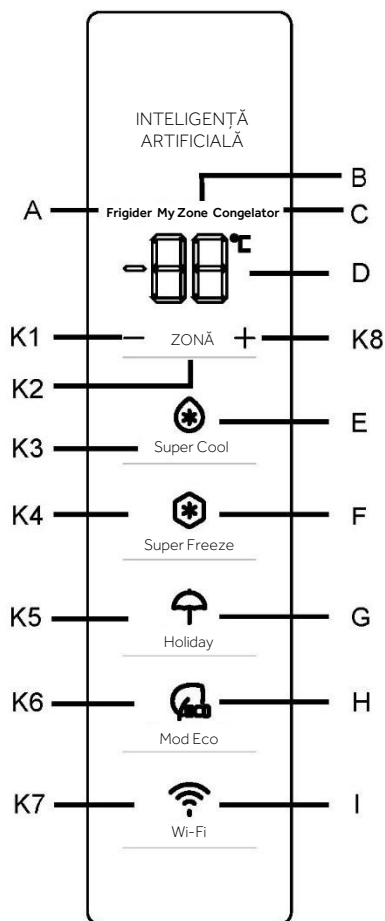 INTELIGENȚĂ
ARTIFICIALĂ
B
A
Frigider My Zone Congelator
C
-88°C
D
K1
- ZONĂ +
K8
K2
E
K3
Super Cool
K4
F
Super Freeze
K5
G
Holiday
K6
eco
H
Mod Eco
K7
I
Wi-Fi